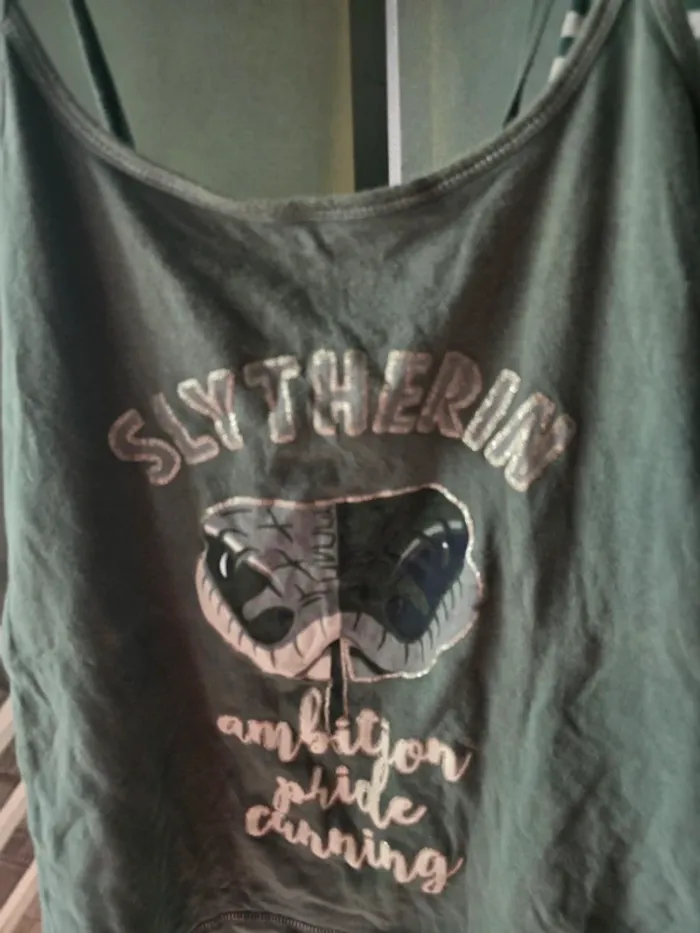 SLYTHERIN
ambition
pride
cunning